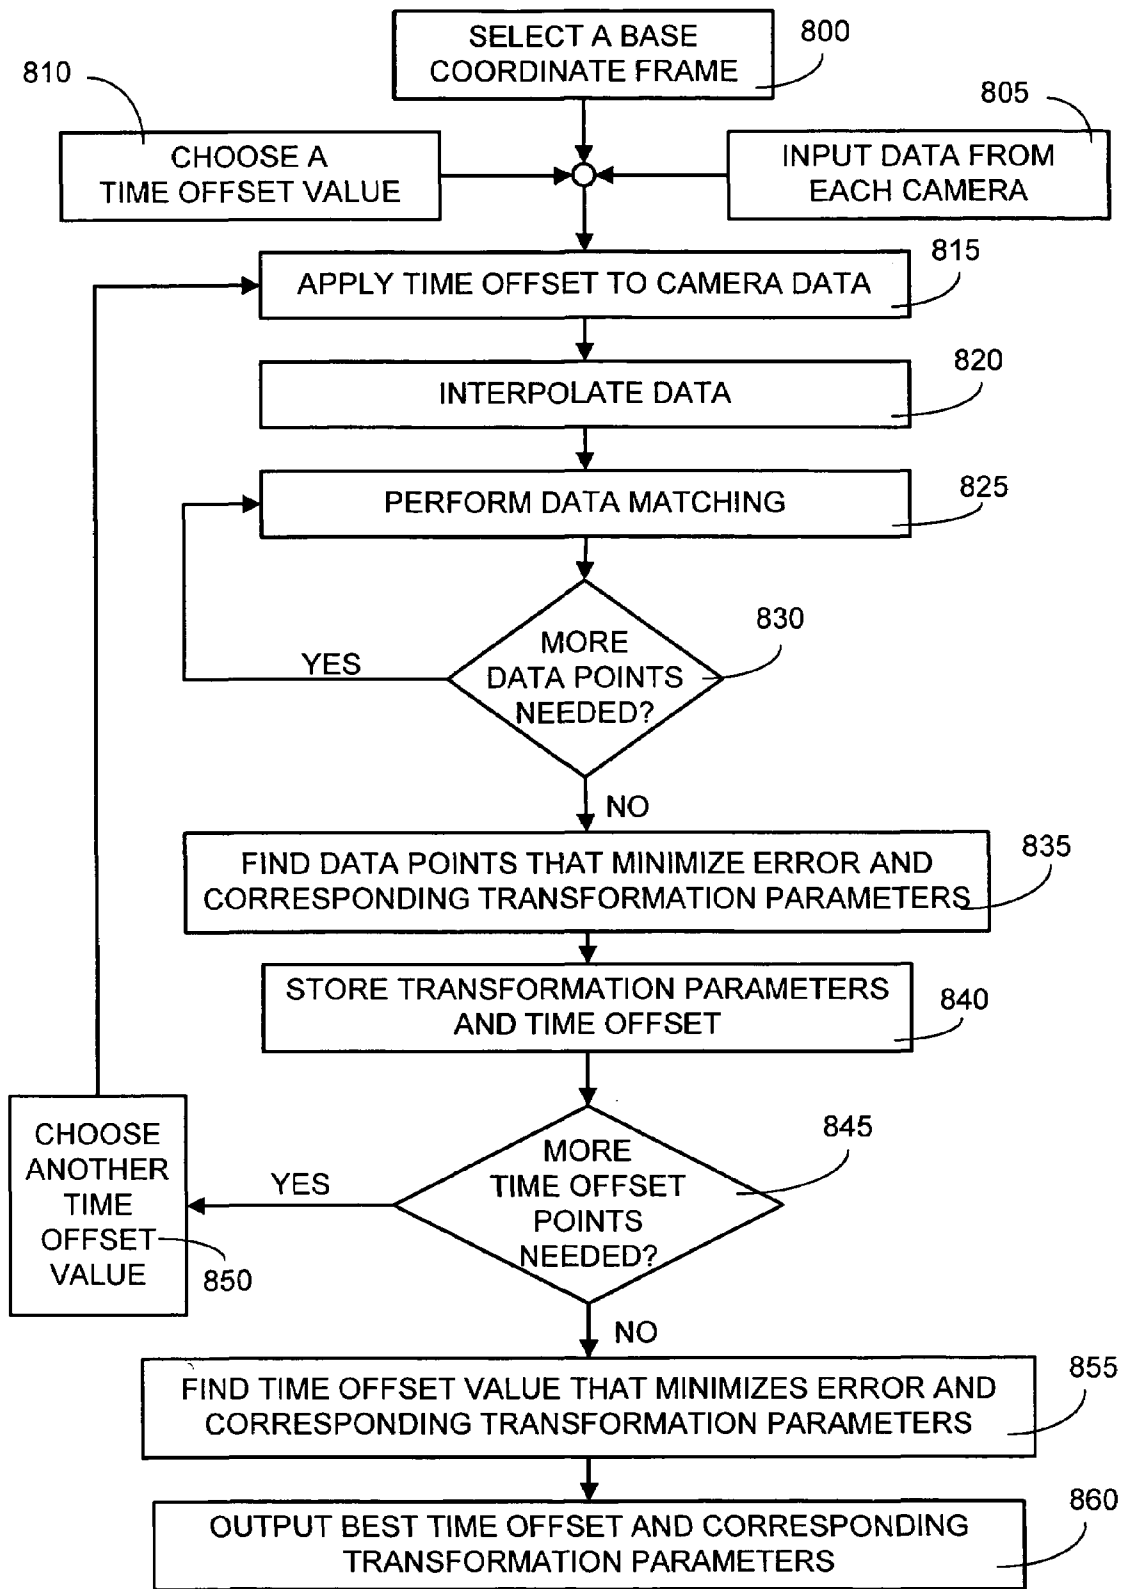 SELECT A BASE
COORDINATE FRAME
800
810
805
CHOOSE A
TIME OFFSET VALUE
INPUT DATA FROM
EACH CAMERA
815
APPLY TIME OFFSET TO CAMERA DATA
820
INTERPOLATE DATA
825
PERFORM DATA MATCHING
830
MORE
DATA POINTS
NEEDED?
YES
NO
835
FIND DATA POINTS THAT MINIMIZE ERROR AND
CORRESPONDING TRANSFORMATION PARAMETERS
STORE TRANSFORMATION PARAMETERS
AND TIME OFFSET
840
845
MORE
TIME OFFSET
POINTS
NEEDED?
YES
CHOOSE
ANOTHER
TIME
OFFSET
VALUE
850
NO
855
FIND TIME OFFSET VALUE THAT MINIMIZES ERROR AND
CORRESPONDING TRANSFORMATION PARAMETERS
860
OUTPUT BEST TIME OFFSET AND CORRESPONDING
TRANSFORMATION PARAMETERS